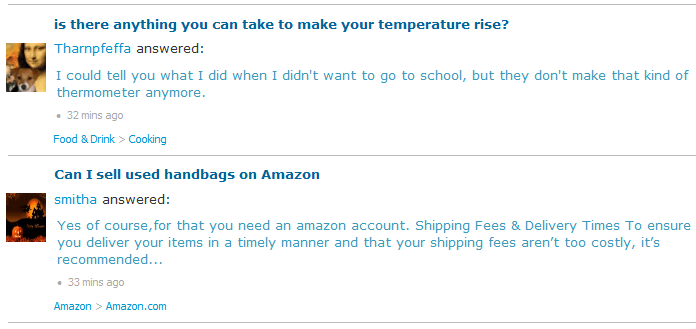 is there anything you can take to make your temperature rise?
Tharnpfeffa answered:
I could tell you what I did when I didn't want to go to school, but they don't make that kind of
thermometer anymore.
• 32 mins ago
Food & Drink > Cooking
Can I sell used handbags on Amazon
smitha answered:
Yes of course,for that you need an amazon account. Shipping Fees & Delivery Times To ensure
you deliver your items in a timely manner and that your shipping fees aren’t too costly, it’s
recommended...
• 33 mins ago
Amazon > Amazon.com